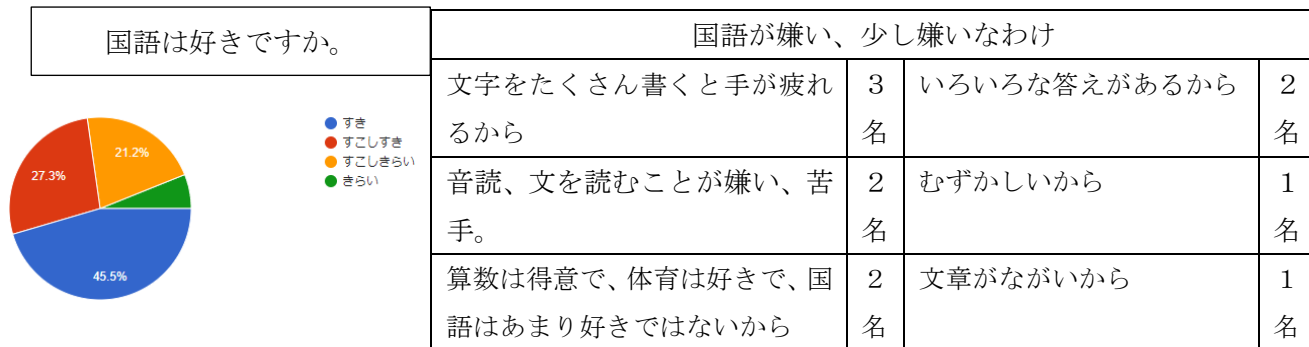 国語は好きですか。
すき
すこしすき
すこしきらい
きらい
21.2%
27.3%
45.5%
国語が嫌い、少し嫌いなわけ
文字をたくさん書くと手が疲れ
るから
3
名
いろいろな答えがあるから
2
名
音読、文を読むことが嫌い、苦
手。
2
名
むずかしいから
1
名
算数は得意で、体育は好きで、国
語はあまり好きではないから
2
名
文章がながいから
1
名